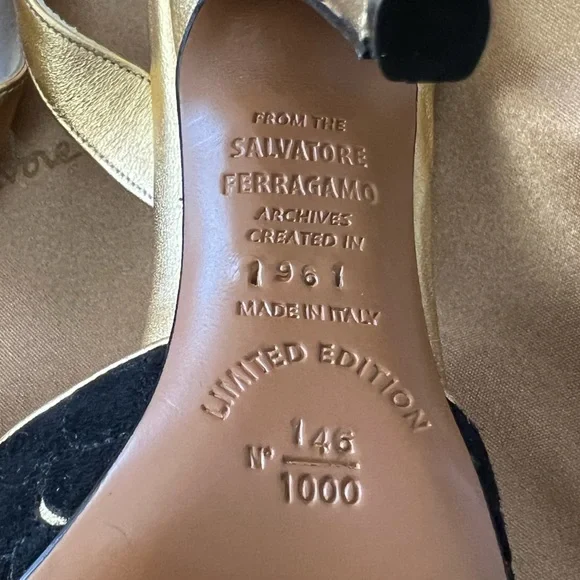 FROM THE
SALVATORE
FERRAGAMO
ARCHIVES
CREATED IN
1961
MADE IN ITALY
LIMITED EDITION
Nº 146
1000